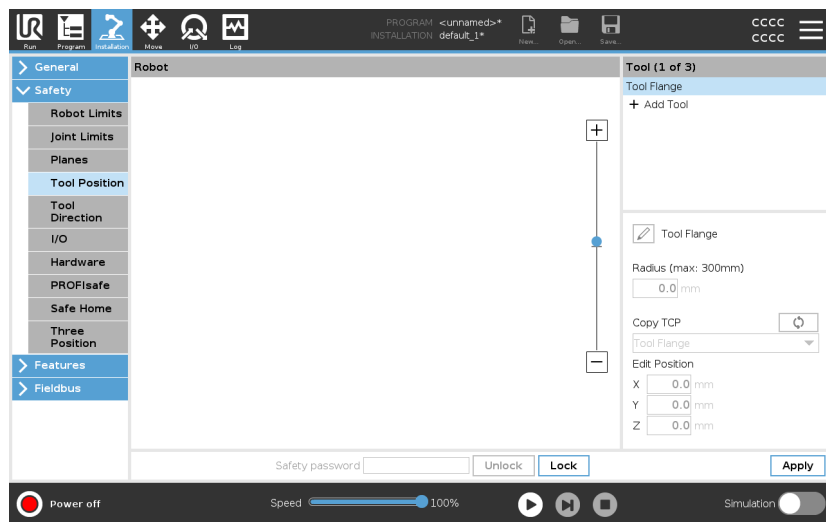 PROGRAM <unnamed>*
INSTALLATION default_1*
CCCC
CCCC
Run Program Installation Move I/O Log New... Open... Save...
General
Safety
Robot Limits
Joint Limits
Planes
Tool Position
Tool
Direction
I/O
Hardware
PROFIsafe
Safe Home
Three
Position
Features
Fieldbus
Robot
Tool (1 of 3)
Tool Flange
+ Add Tool
Tool Flange
Radius (max: 300mm)
0.0 mm
Copy TCP
Tool Flange
Edit Position
X 0.0 mm
Y 0.0 mm
Z 0.0 mm
Safety password Unlock Lock Apply
Power off Speed 100% Simulation